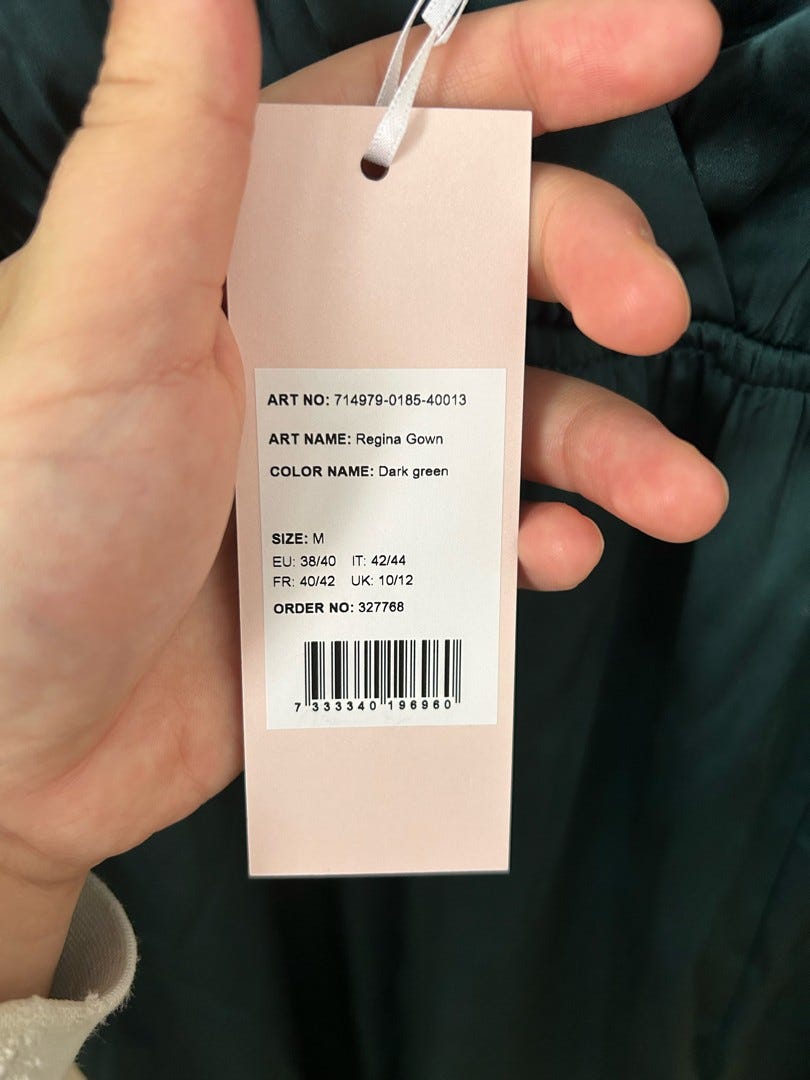 ART NO: 714979-0185-40013
ART NAME: Regina Gown
COLOR NAME: Dark green
SIZE: M
EU: 38/40 IT: 42/44
FR: 40/42 UK: 10/12
ORDER NO: 327768
7 333340 196960